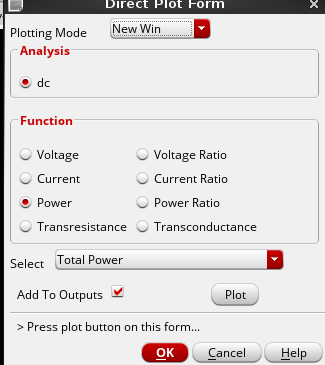 Direct Plot Form
Plotting Mode New Win
Analysis
dc
Function
Voltage Voltage Ratio
Current Current Ratio
Power Power Ratio
Transresistance Transconductance
Select Total Power
Add To Outputs Plot
> Press plot button on this form...
OK Cancel Help